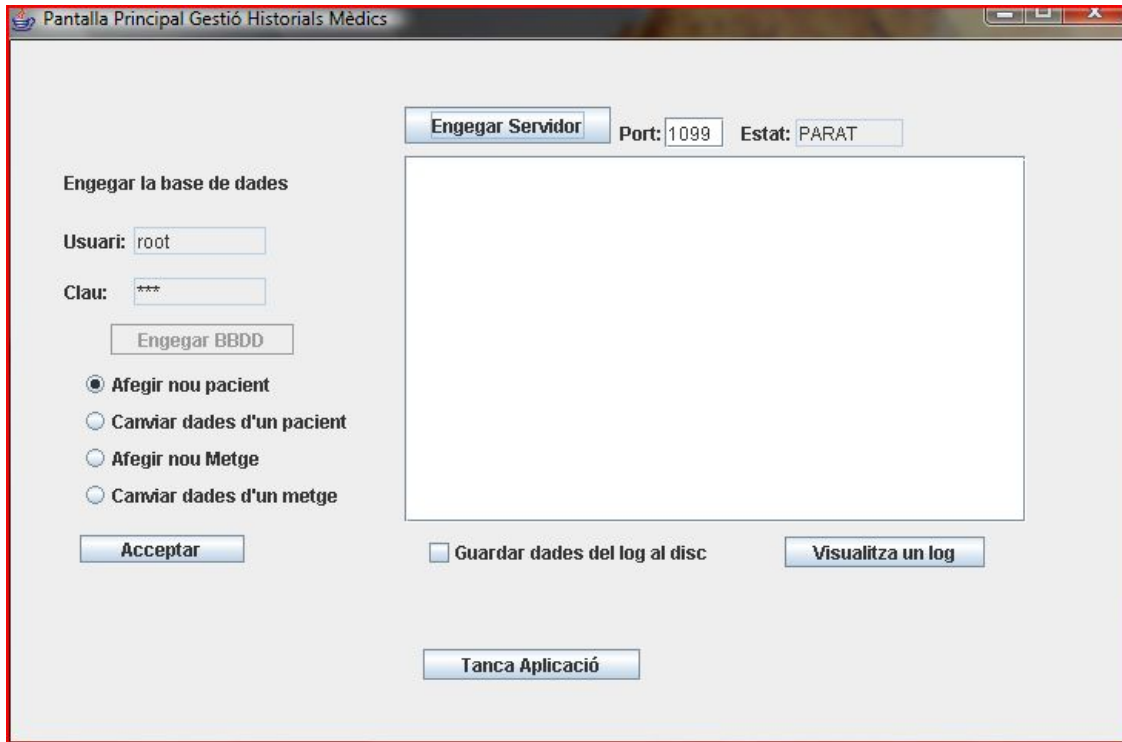 Pantalla Principal Gestió Historials Mèdics
Engegar Servidor Port: 1099 Estat: PARAT
Engegar la base de dades
Usuari: root
Clau: ***
Engegar BBDD
Afegir nou pacient
Canviar dades d'un pacient
Afegir nou Metge
Canviar dades d'un metge
Acceptar
Guardar dades del log al disc
Visualitza un log
Tanca Aplicació